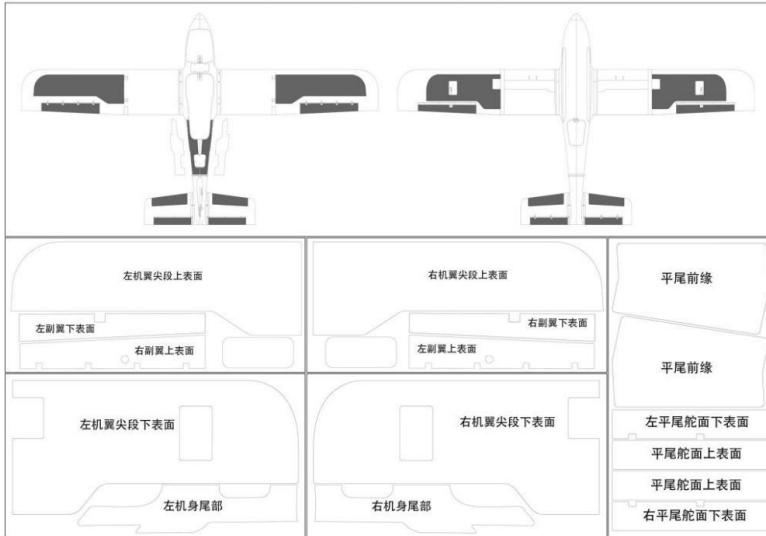 左机翼尖段上表面
左副翼下表面
右副翼上表面
右机翼尖段上表面
右副翼下表面
左副翼上表面
左机翼尖段下表面
左机身尾部
右机翼尖段下表面
右机身尾部
平尾前缘
平尾前缘
左平尾舵面下表面
平尾舵面上表面
平尾舵面上表面
右平尾舵面下表面